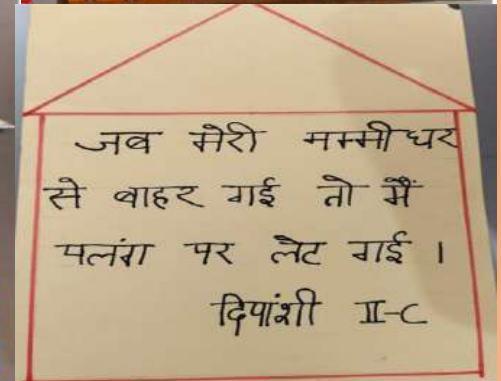 जब मेरी मम्मी घर
से बाहर गई तो मैं
पलंग पर लेट गई ।
दिपांशी II-C